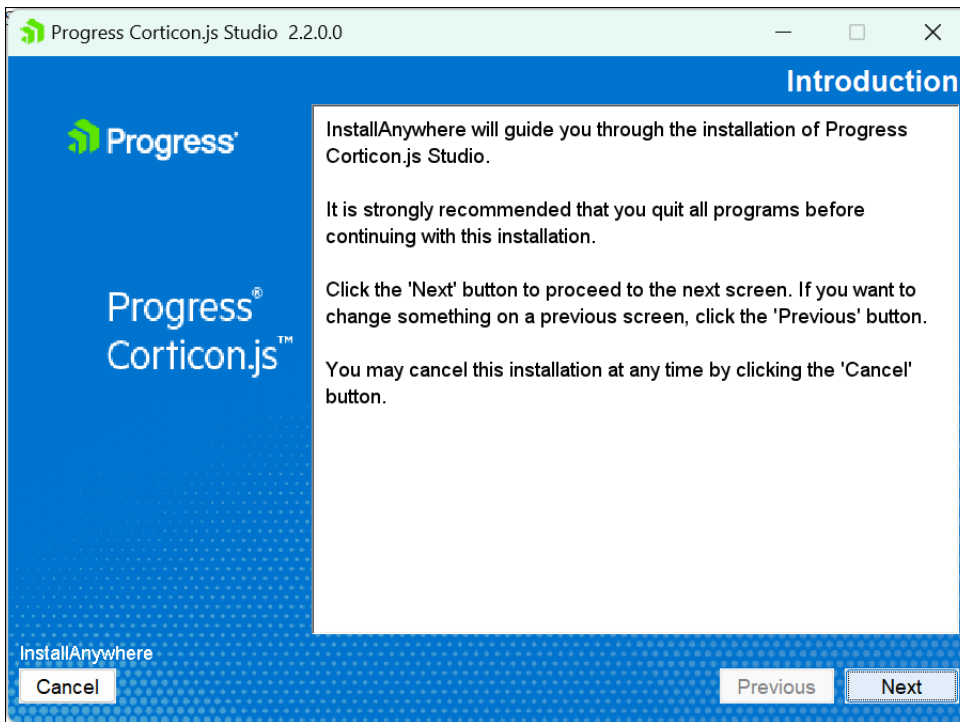 Progress Corticon.js Studio 2.2.0.0
Introduction
Progress
Progress®
Corticon.js™
InstallAnywhere will guide you through the installation of Progress
Corticon.js Studio.
It is strongly recommended that you quit all programs before
continuing with this installation.
Click the 'Next' button to proceed to the next screen. If you want to
change something on a previous screen, click the 'Previous' button.
You may cancel this installation at any time by clicking the 'Cancel'
button.
InstallAnywhere
Cancel
Previous
Next